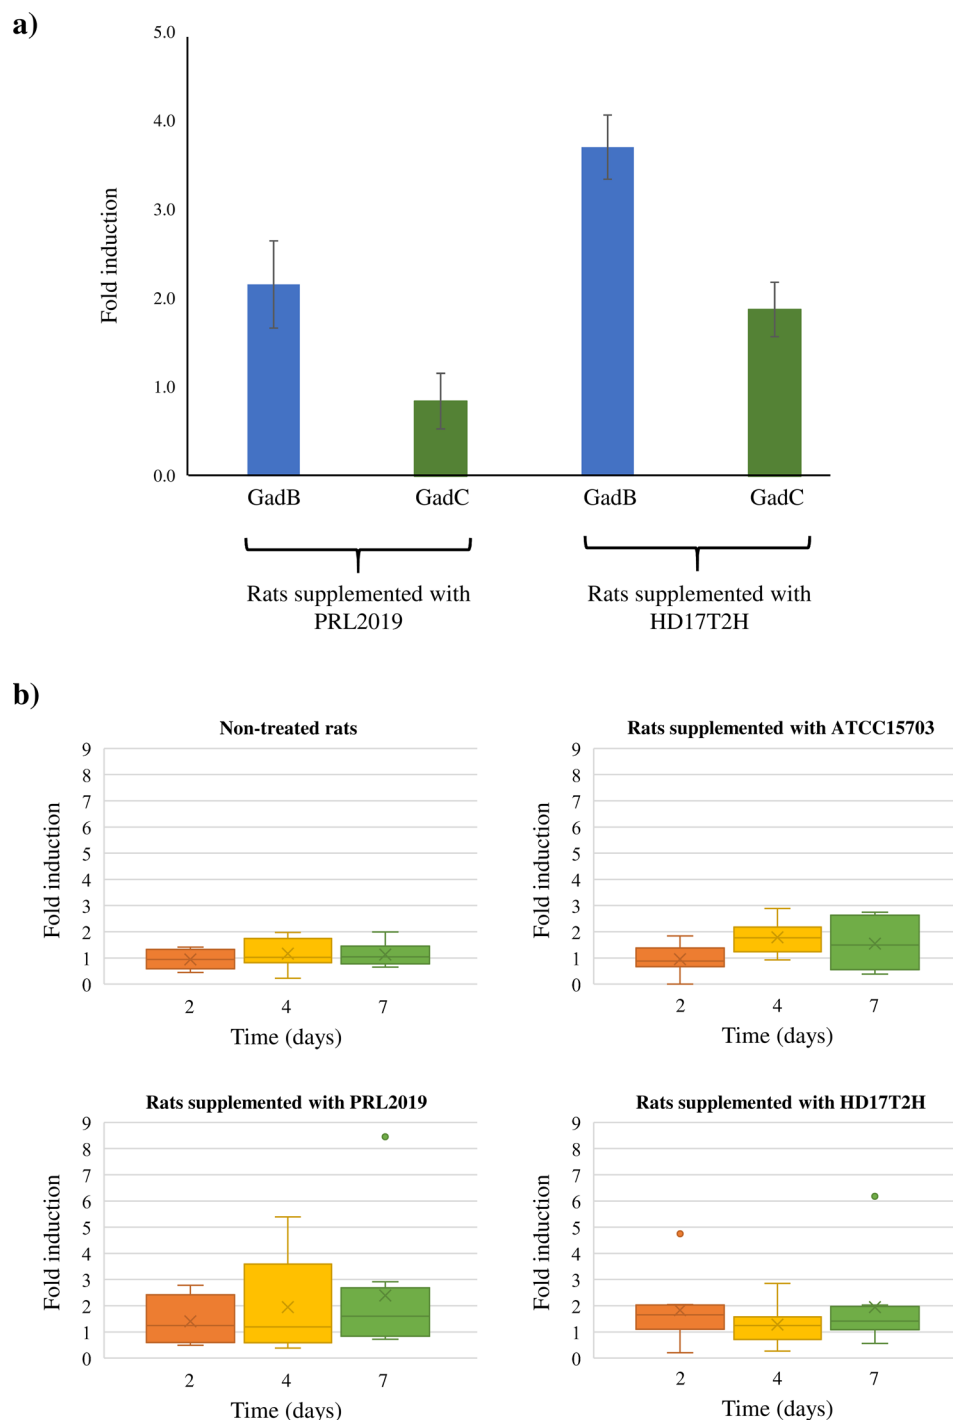 a)
5.0
4.0
3.0
2.0
1.0
0.0
Fold induction
GadB GadC GadB GadC
Rats supplemented with PRL2019
Rats supplemented with HD17T2H
b)
Non-treated rats
9
8
7
6
5
4
3
2
1
0
Fold induction
2 4 7
Time (days)
Rats supplemented with ATCC15703
9
8
7
6
5
4
3
2
1
0
Fold induction
2 4 7
Time (days)
Rats supplemented with PRL2019
9
8
7
6
5
4
3
2
1
0
Fold induction
2 4 7
Time (days)
Rats supplemented with HD17T2H
9
8
7
6
5
4
3
2
1
0
Fold induction
2 4 7
Time (days)